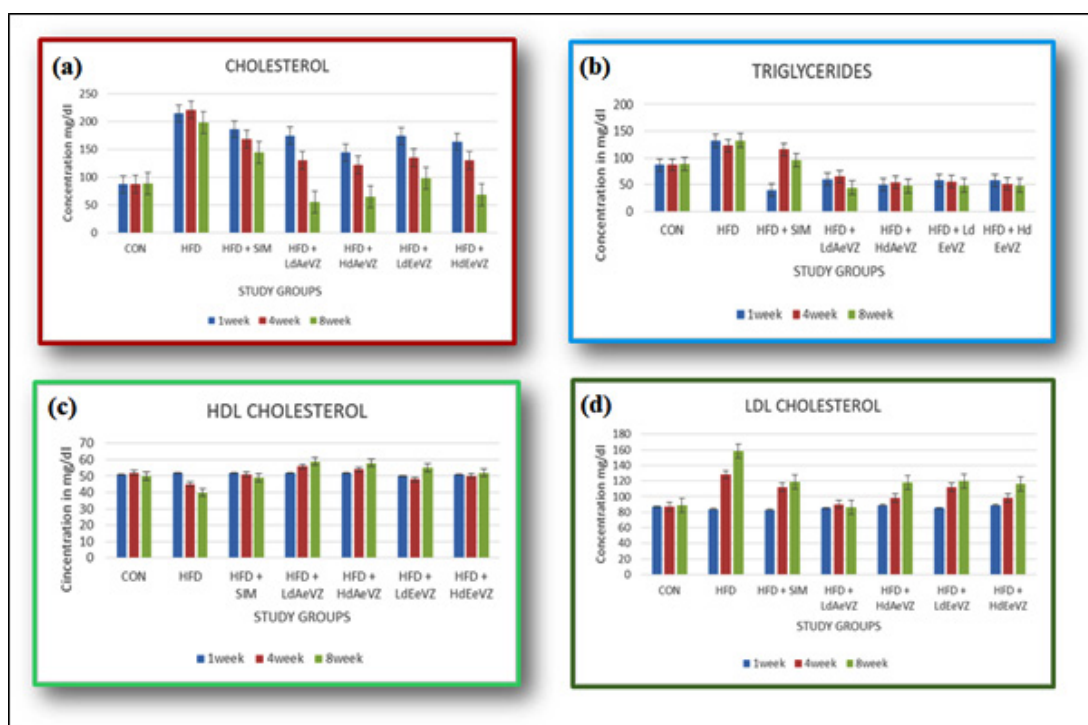 (a)
CHOLESTEROL
Concentration mg/dl
250
200
150
100
50
0
CON
HFD
HFD + SIM
HFD +
LDAeVZ
HFD +
HdAeVZ
HFD +
LdEeVZ
HFD +
HdEeVZ
STUDY GROUPS
1week
4week
8week
(b)
TRIGLYCERIDES
Concentration in mg/dl
200
150
100
50
0
CON
HFD
HFD + SIM
HFD +
LdAeVZ
HFD +
HdAeVZ
HFD + Ld
EeVZ
HFD + Hd
EeVZ
STUDY GROUPS
1week
4week
8week
(c)
HDL CHOLESTEROL
Cincentration in mg/dl
70
60
50
40
30
20
10
0
CON
HFD
HFD +
SIM
HFD +
LdAeVZ
HFD +
HdAeVZ
HFD +
LdEeVZ
HFD +
HdEeVZ
STUDY GROUPS
1week
4week
8week
(d)
LDL CHOLESTEROL
Concentration mg/dl
180
160
140
120
100
80
60
40
20
0
CON
HFD
HFD + SIM
HFD +
LdAeVZ
HFD +
HdAeVZ
HFD +
LdEeVZ
HFD +
HdEeVZ
STUDY GROUPS
1week
4week
8week